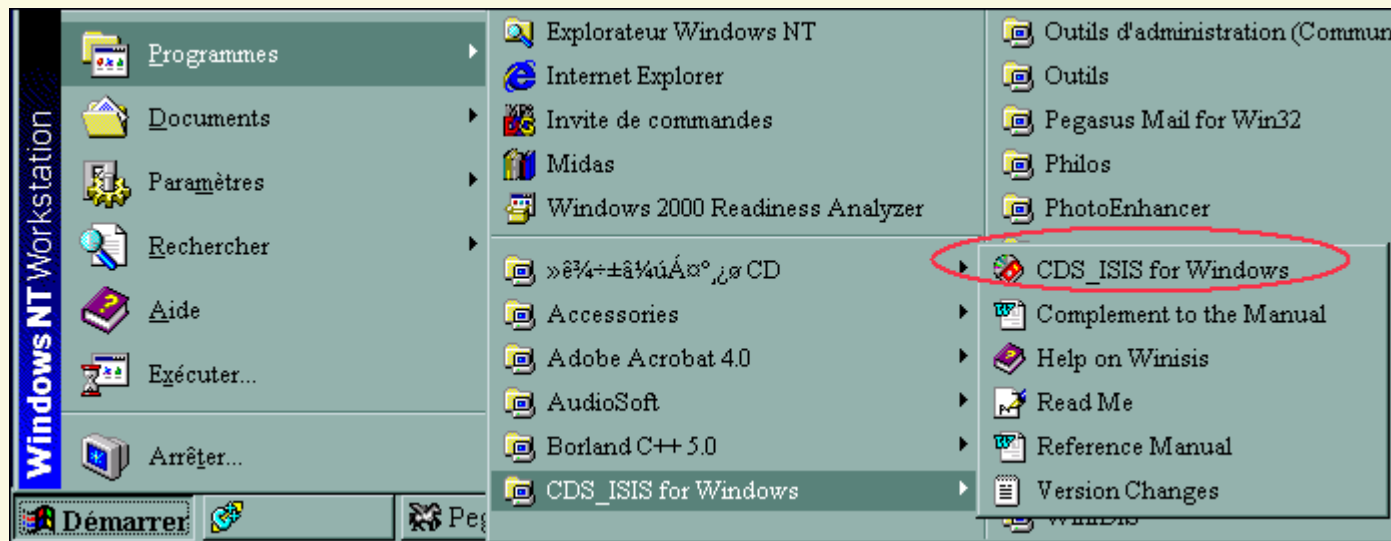 Windows NT Workstation
Programmes
Documents
Paramètres
Rechercher
Aide
Exécuter...
Arrêter...
Démarrer
Explorateur Windows NT
Internet Explorer
Invite de commandes
Midas
Windows 2000 Readiness Analyzer
»ê¾÷±â¼úÁ¤º¸¿ø CD
Accessories
Adobe Acrobat 4.0
AudioSoft
Borland C++ 5.0
CDS_ISIS for Windows
Outils d'administration (Commun
Outils
Pegasus Mail for Win32
Philos
PhotoEnhancer
CDS_ISIS for Windows
Complement to the Manual
Help on Winisis
Read Me
Reference Manual
Version Changes